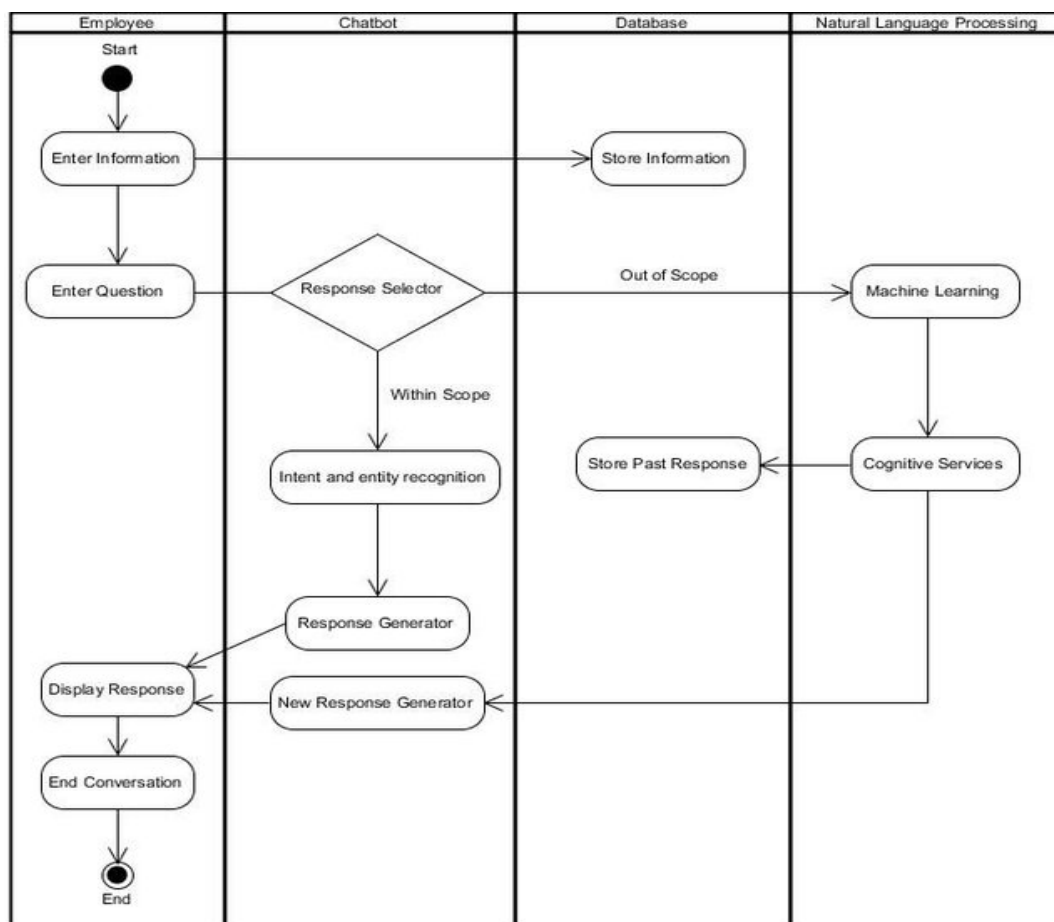 Employee
Chatbot
Database
Natural Language Processing
Start
Enter Information
Store Information
Enter Question
Response Selector
Out of Scope
Machine Learning
Within Scope
Intent and entity recognition
Store Past Response
Cognitive Services
Response Generator
Display Response
New Response Generator
End Conversation
End